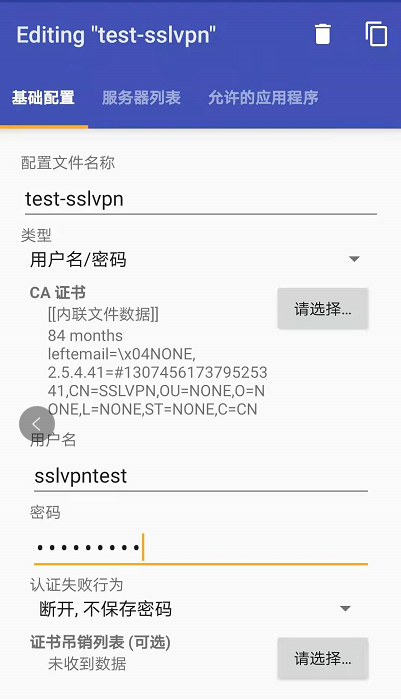 Editing "test-sslvpn"
基础配置 服务器列表 允许的应用程序
配置文件名称
test-sslvpn
类型
用户名/密码
CA 证书
请选择...
[[内联文件数据]]
84 months
leftemail=\x04NONE,
2.5.4.41=#1307456173795253
41,CN=SSLVPN,OU=NONE,O=N
ONE,L=NONE,ST=NONE,C=CN
用户名
sslvpntest
密码
•••••••••
认证失败行为
断开, 不保存密码
证书吊销列表 (可选)
未收到数据
请选择...